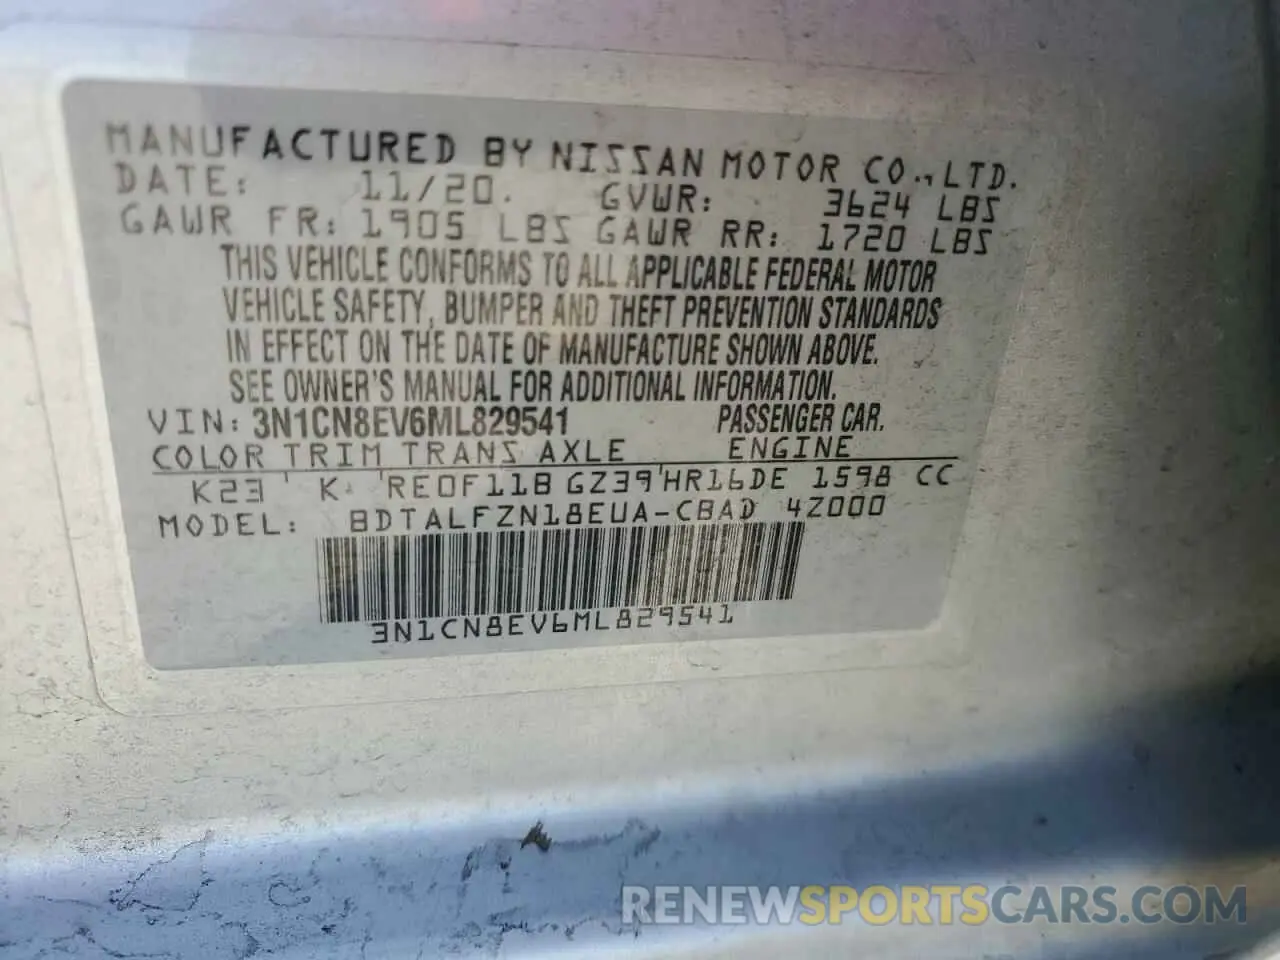 MANUFACTURED BY NISSAN MOTOR CO., LTD.
DATE: 11/20. GVWR: 3624 LBS
GAWR FR: 1905 LBS GAWR RR: 1720 LBS
THIS VEHICLE CONFORMS TO ALL APPLICABLE FEDERAL MOTOR
VEHICLE SAFETY, BUMPER AND THEFT PREVENTION STANDARDS
IN EFFECT ON THE DATE OF MANUFACTURE SHOWN ABOVE.
SEE OWNER'S MANUAL FOR ADDITIONAL INFORMATION.
VIN: 3N1CN8EV6ML829541 PASSENGER CAR.
COLOR TRIM TRANS AXLE ENGINE
K23 K RE0F11B GZ39 HR16DE 1598 CC
MODEL: BDTALFZN18EUA-CBAD 4Z000
3N1CN8EV6ML829541
RENEWSPORTSCARS.COM